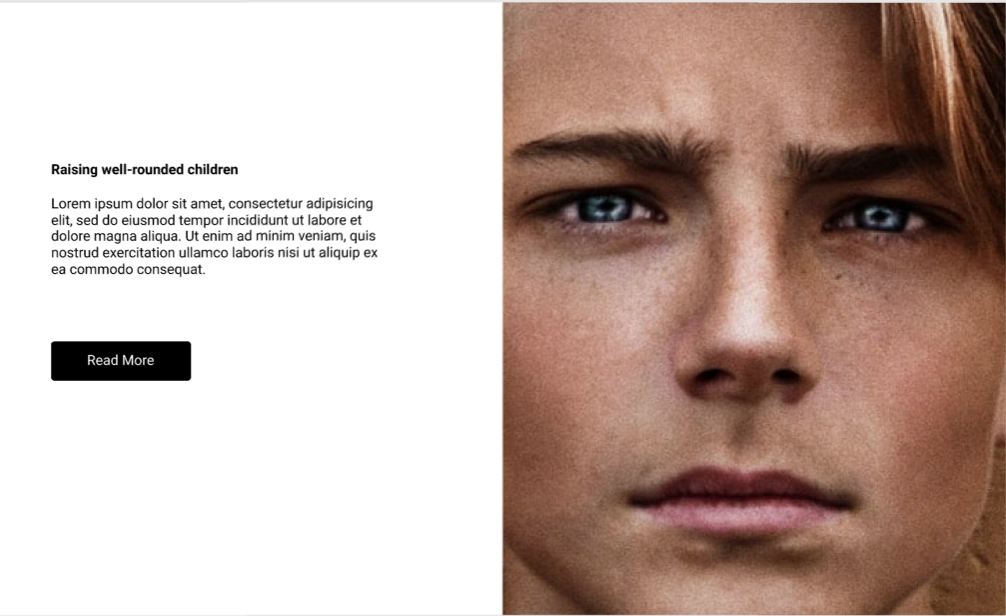 Raising well-rounded children
Lorem ipsum dolor sit amet, consectetur adipisicing
elit, sed do eiusmod tempor incididunt ut labore et
dolore magna aliqua. Ut enim ad minim veniam, quis
nostrud exercitation ullamco laboris nisi ut aliquip ex
ea commodo consequat.
Read More